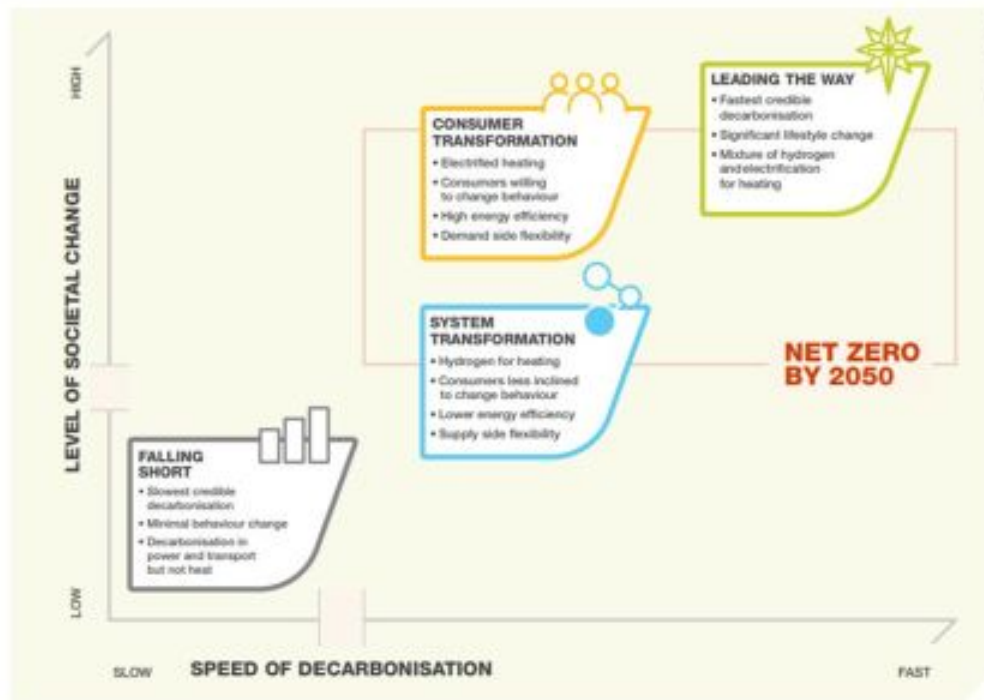 HIGH
LEVEL OF SOCIETAL CHANGE
LOW
LEADING THE WAY
• Fastest credible
decarbonisation
• Significant lifestyle change
• Mixture of hydrogen
and electrification
for heating
CONSUMER
TRANSFORMATION
• Electrified heating
• Consumers willing
to change behaviour
• High energy efficiency
• Demand side flexibility
SYSTEM
TRANSFORMATION
• Hydrogen for heating
• Consumers less inclined
to change behaviour
• Lower energy efficiency
• Supply side flexibility
NET ZERO
BY 2050
FALLING
SHORT
• Slowest credible
decarbonisation
• Minimal behaviour change
• Decarbonisation in
power and transport
but not heat
SLOW
SPEED OF DECARBONISATION
FAST